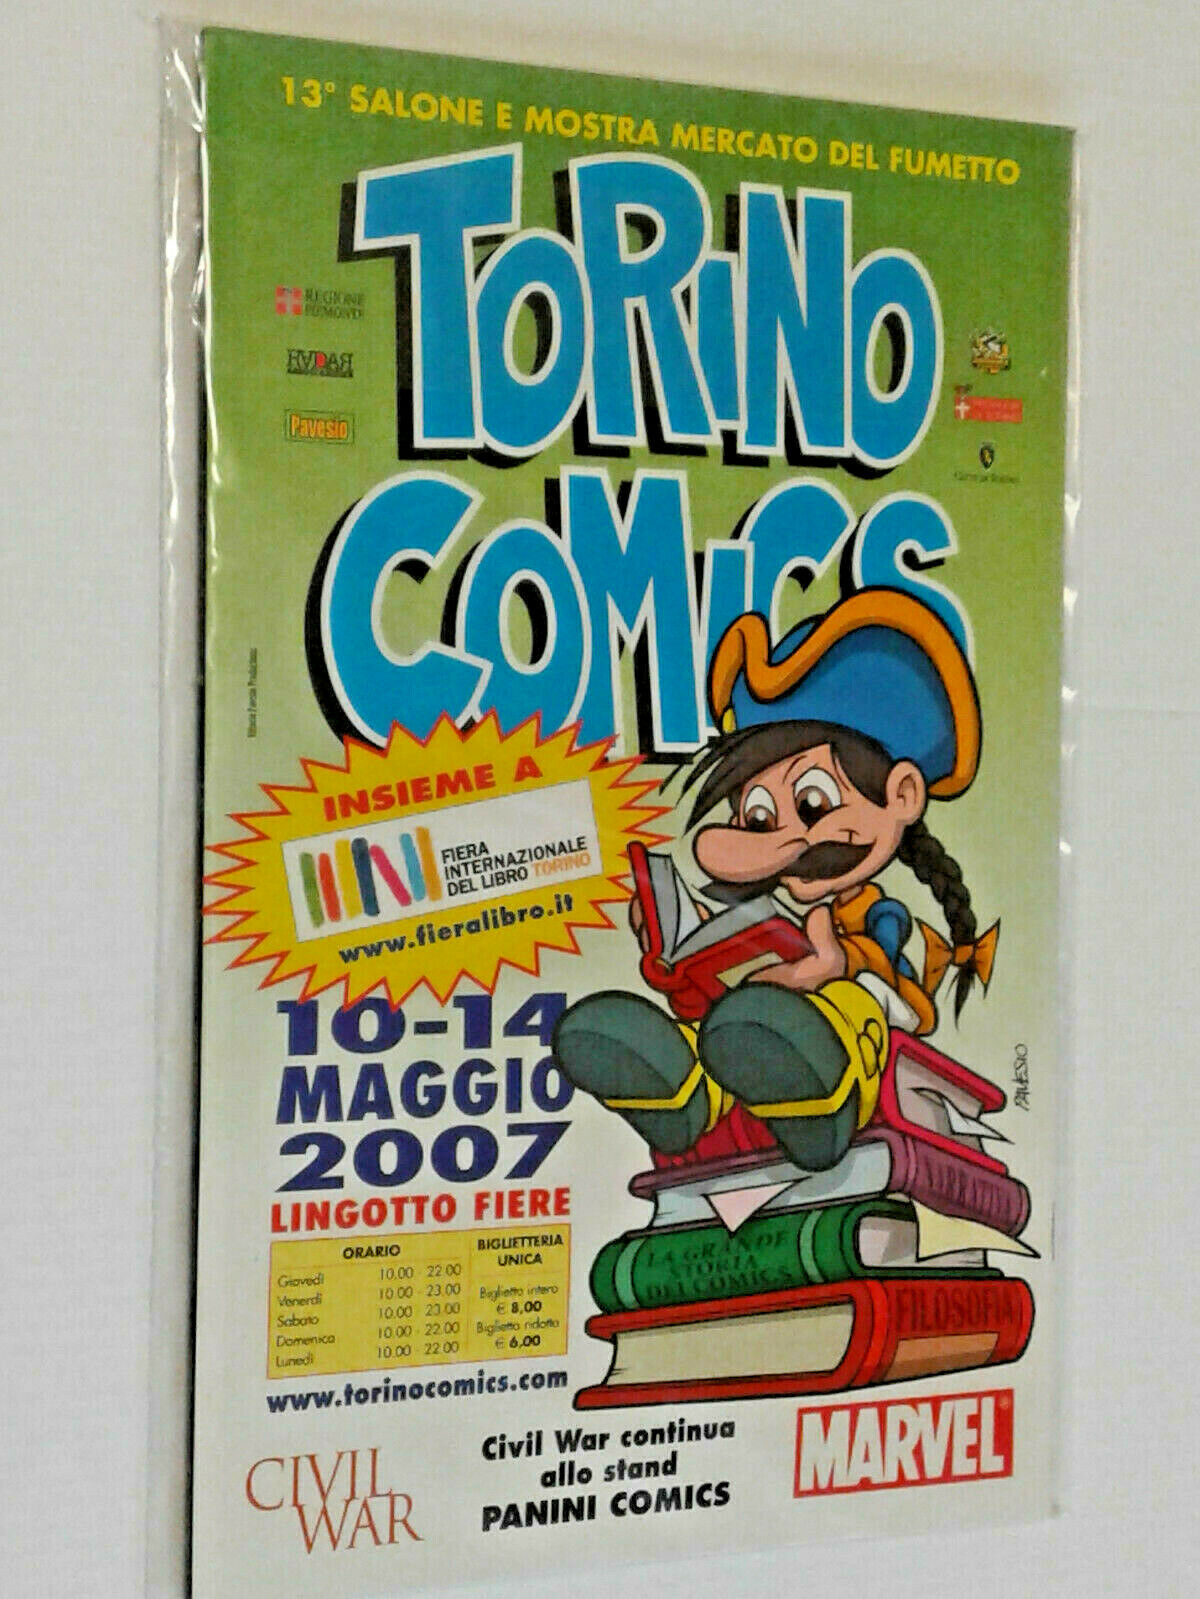 13° SALONE E MOSTRA MERCATO DEL FUMETTO
TORINO
COMICS
REGIONE
PIEMONTE
Pavesio
INSIEME A
FIERA
INTERNAZIONALE
DEL LIBRO TORINO
www.fieralibro.it
10-14
MAGGIO
2007
LINGOTTO FIERE
ORARIO
Giovedì 10.00 - 22.00
Venerdì 10.00 - 23.00
Sabato 10.00 - 23.00
Domenica 10.00 - 22.00
Lunedì 10.00 - 22.00
BIGLIETTERIA
UNICA
Biglietto intero
€ 8,00
Biglietto ridotto
€ 6,00
www.torinocomics.com
PAVESIO
LA GRANDE
STORIA
DEI COMICS
FILOSOFIA
CIVIL
WAR
Civil War continua
allo stand
PANINI COMICS
MARVEL